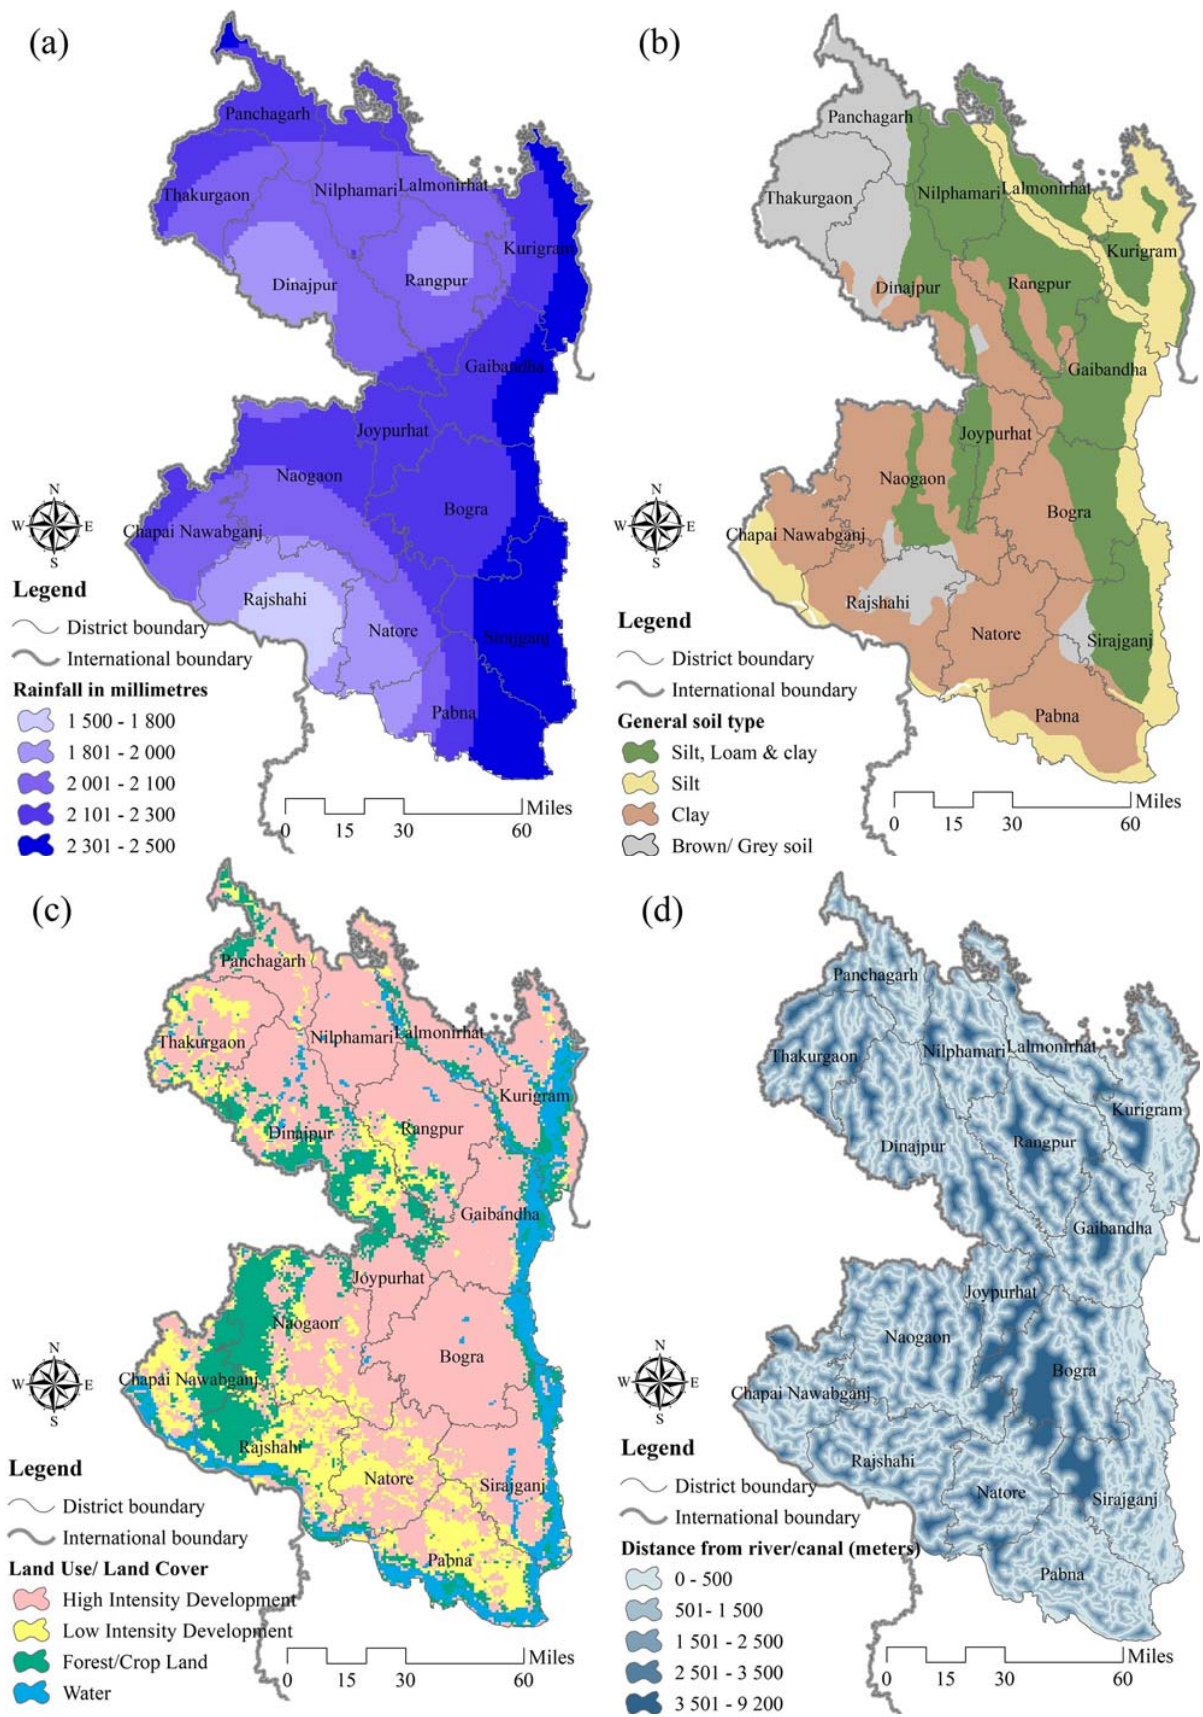 (a)
Panchagarh
Thakurgaon
Nilphamari
Lalmonirhat
Kurigram
Dinajpur
Rangpur
Gaibandha
Joypurhat
Naogaon
Bogra
Chapai Nawabganj
Rajshahi
Natore
Sirajganj
Pabna
N
W E
S
Legend
District boundary
International boundary
Rainfall in millimetres
1 500 - 1 800
1 801 - 2 000
2 001 - 2 100
2 101 - 2 300
2 301 - 2 500
Miles
0 15 30 60
(b)
Panchagarh
Thakurgaon
Nilphamari
Lalmonirhat
Kurigram
Dinajpur
Rangpur
Gaibandha
Joypurhat
Naogaon
Bogra
Chapai Nawabganj
Rajshahi
Natore
Sirajganj
Pabna
N
W E
S
Legend
District boundary
International boundary
General soil type
Silt, Loam & clay
Silt
Clay
Brown/ Grey soil
Miles
0 15 30 60
(c)
Panchagarh
Thakurgaon
Nilphamari
Lalmonirhat
Kurigram
Dinajpur
Rangpur
Gaibandha
Joypurhat
Naogaon
Bogra
Chapai Nawabganj
Rajshahi
Natore
Sirajganj
Pabna
N
W E
S
Legend
District boundary
International boundary
Land Use/ Land Cover
High Intensity Development
Low Intensity Development
Forest/Crop Land
Water
Miles
0 15 30 60
(d)
Panchagarh
Thakurgaon
Nilphamari
Lalmonirhat
Kurigram
Dinajpur
Rangpur
Gaibandha
Joypurhat
Naogaon
Bogra
Chapai Nawabganj
Rajshahi
Natore
Sirajganj
Pabna
N
W E
S
Legend
District boundary
International boundary
Distance from river/canal (meters)
0 - 500
501- 1 500
1 501 - 2 500
2 501 - 3 500
3 501 - 9 200
Miles
0 15 30 60